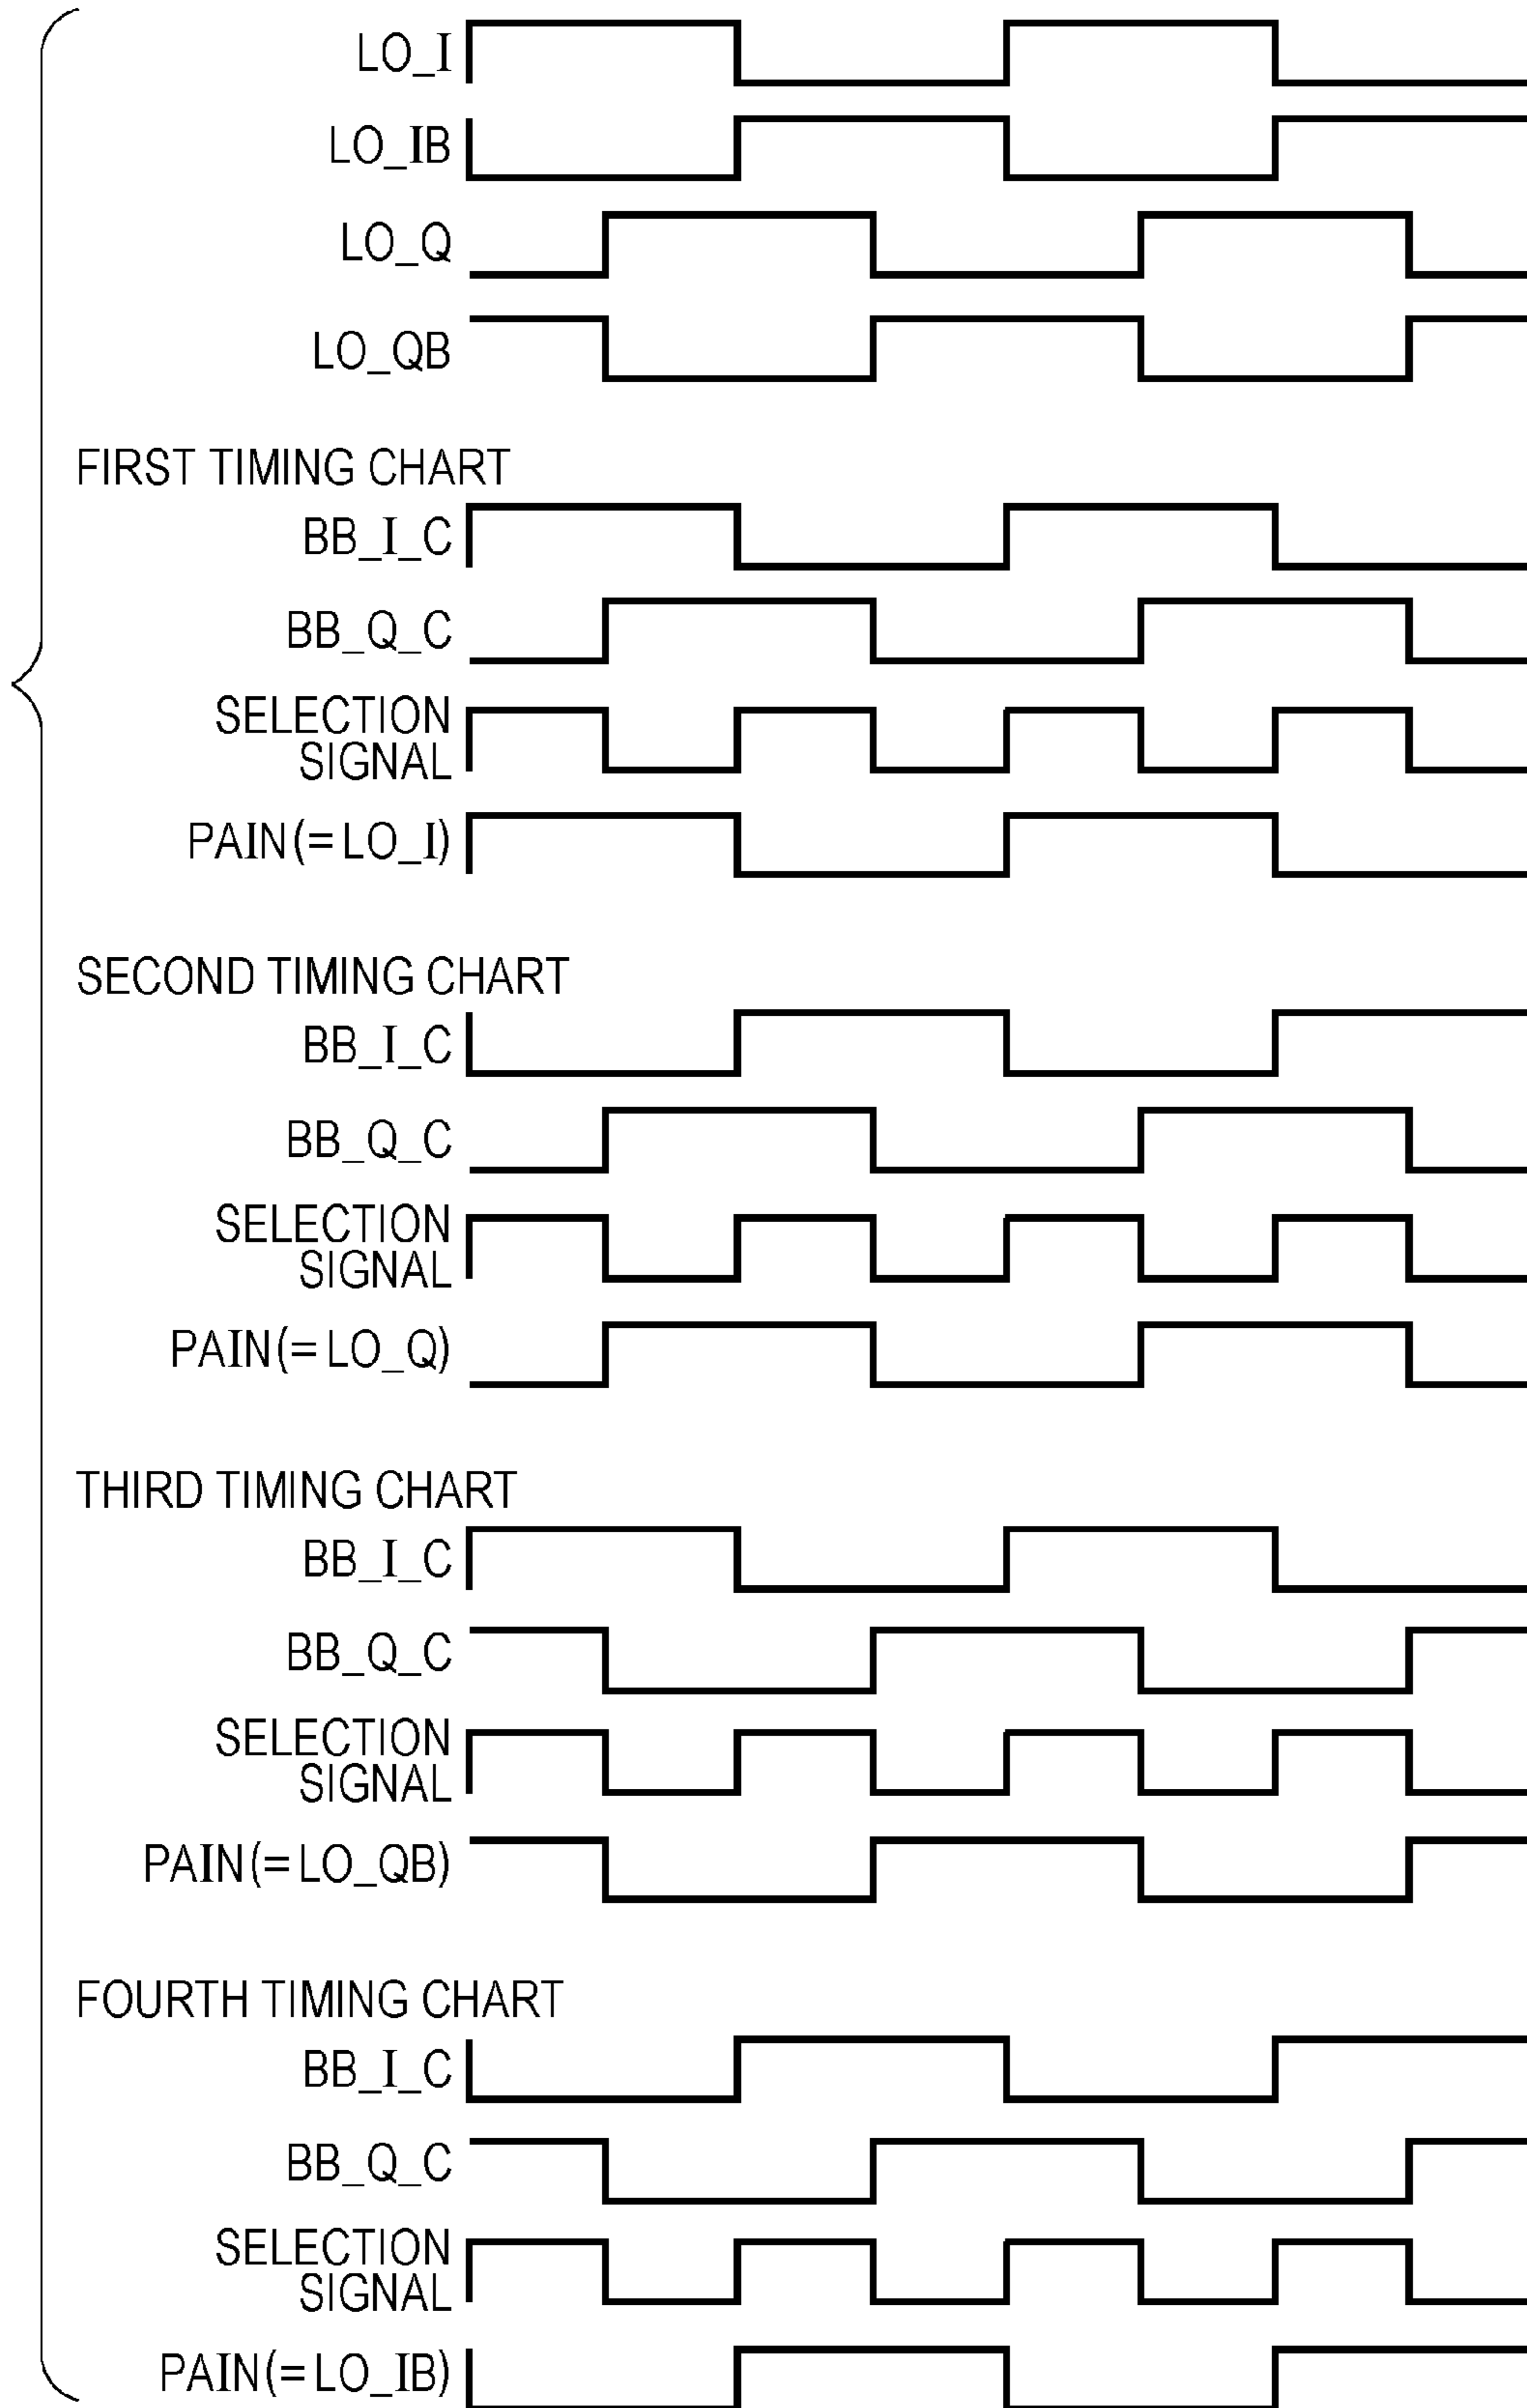 LO_I
LO_IB
LO_Q
LO_QB
FIRST TIMING CHART
BB_I_C
BB_Q_C
SELECTION
SIGNAL
PAIN(=LO_I)
SECOND TIMING CHART
BB_I_C
BB_Q_C
SELECTION
SIGNAL
PAIN(=LO_Q)
THIRD TIMING CHART
BB_I_C
BB_Q_C
SELECTION
SIGNAL
PAIN(=LO_QB)
FOURTH TIMING CHART
BB_I_C
BB_Q_C
SELECTION
SIGNAL
PAIN(=LO_IB)